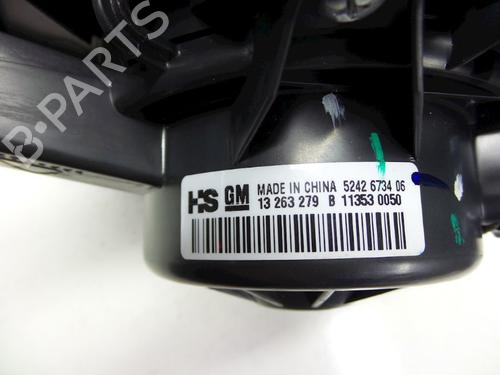 B-PARTS
HS GM MADE IN CHINA 5242 6734 06
13 263 279 B 11353 0050